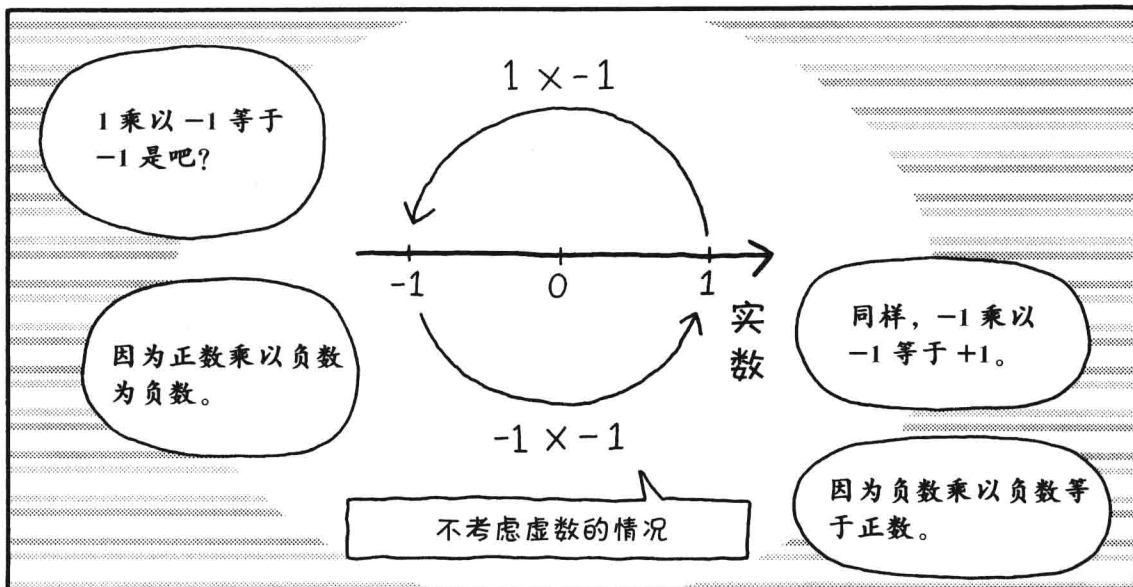 1 乘以 -1 等于
-1 是吧?
因为正数乘以负数
为负数。
1 × -1
-1
0
1
实
数
-1 × -1
不考虑虚数的情况
同样，-1 乘以
-1 等于 +1。
因为负数乘以负数等
于正数。